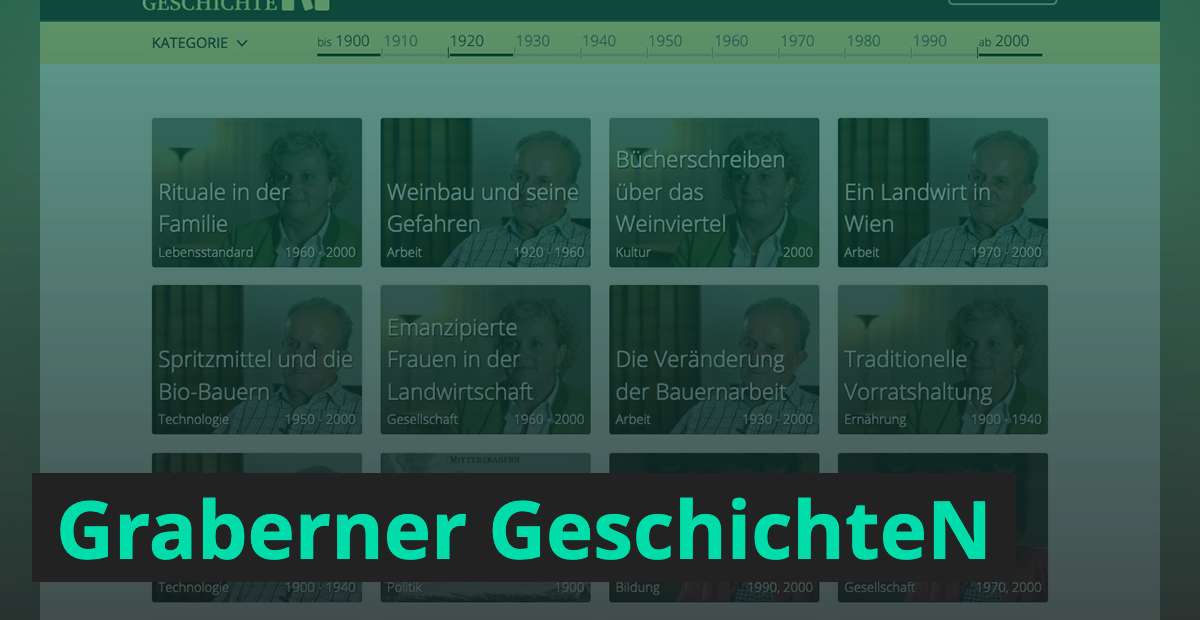 GESCHICHTEN
KATEGORIE
bis 1900 1910 1920 1930 1940 1950 1960 1970 1980 1990 ab 2000
Rituale in der
Familie
Lebensstandard 1960 - 2000
Weinbau und seine
Gefahren
Arbeit 1920 - 1960
Bücherschreiben
über das
Weinviertel
Kultur 2000
Ein Landwirt in
Wien
Arbeit 1970 - 2000
Spritzmittel und die
Bio-Bauern
Technologie 1950 - 2000
Emanzipierte
Frauen in der
Landwirtschaft
Gesellschaft 1960 - 2000
Die Veränderung
der Bauernarbeit
Arbeit 1930 - 2000
Traditionelle
Vorratshaltung
Ernährung 1900 - 1940
Graberner GeschichteN
Technologie 1900 - 1940
Politik 1900
Bildung 1990, 2000
Gesellschaft 1970, 2000